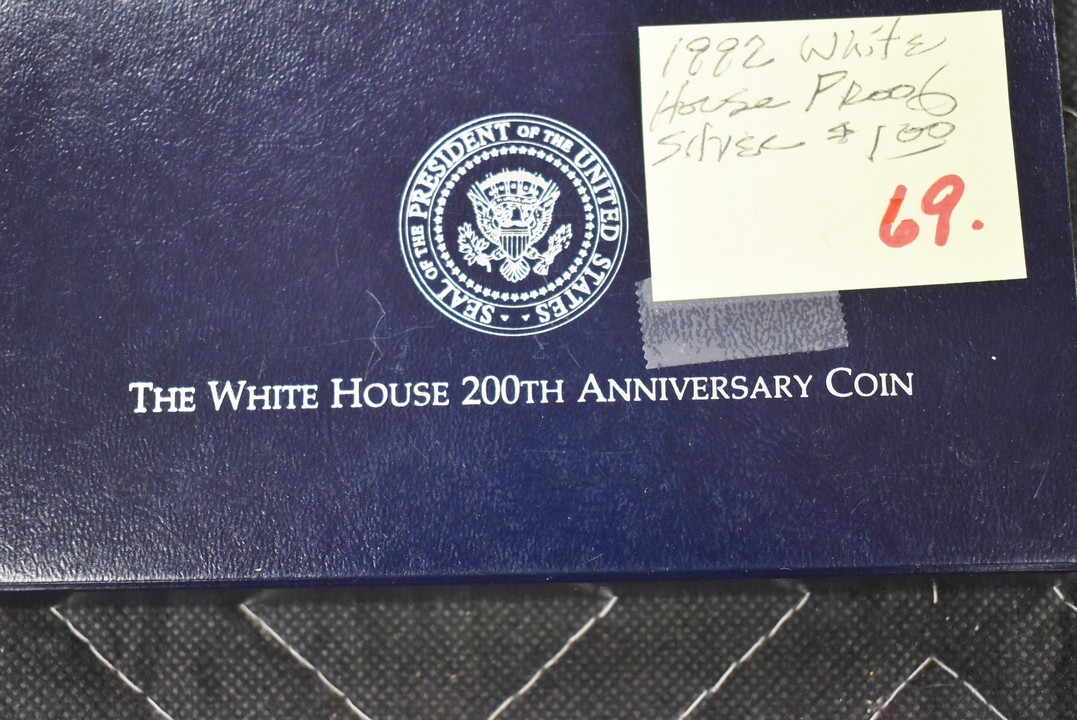 1992 White
House Proof
Silver $1.00
69.
SEAL OF THE PRESIDENT OF THE UNITED STATES
THE WHITE HOUSE 200TH ANNIVERSARY COIN